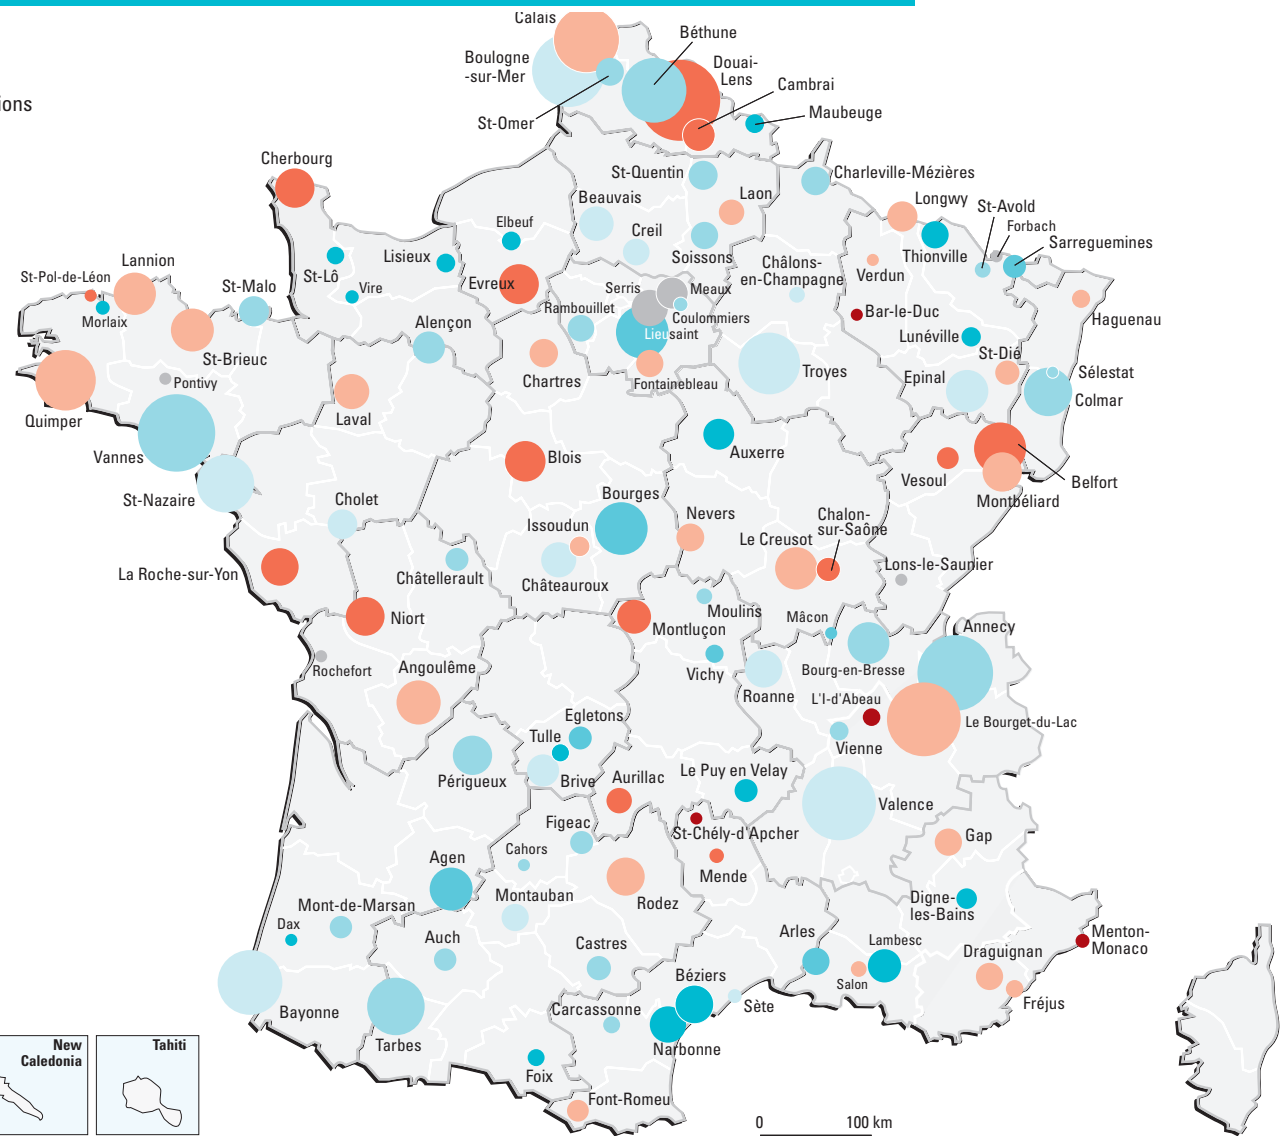 Calais
Béthune
Boulogne
-sur-Mer
Douai-
Lens
Cambrai
ions
St-Omer
Maubeuge
Cherbourg
St-Quentin
Charleville-Mézières
Beauvais
Laon
Longwy
St-Avold
Elbeuf
Creil
Forbach
Sarreguemines
Lisieux
Soissons
Thionville
Lannion
St-Pol-de-Léon
St-Lô
Châlons-
en-Champagne
Verdun
St-Malo
Vire
Evreux
Serris
Meaux
Morlaix
Rambouillet
Coulommiers
Bar-le-Duc
Haguenau
Alençon
Lieusaint
Lunéville
St-Brieuc
St-Dié
Pontivy
Chartres
Fontainebleau
Troyes
Epinal
Sélestat
Quimper
Laval
Colmar
Vannes
Blois
Auxerre
Vesoul
Belfort
St-Nazaire
Cholet
Bourges
Montbéliard
Issoudun
Nevers
Chalon-
sur-Saône
Le Creusot
La Roche-sur-Yon
Châtellerault
Châteauroux
Lons-le-Saunier
Niort
Moulins
Mâcon
Annecy
Montluçon
Rochefort
Angoulême
Vichy
Bourg-en-Bresse
Roanne
L'I-d'Abeau
Egletons
Le Bourget-du-Lac
Tulle
Vienne
Périgueux
Brive
Aurillac
Le Puy en Velay
Valence
Figeac
St-Chély-d'Apcher
Gap
Cahors
Agen
Mende
Montauban
Rodez
Mont-de-Marsan
Digne-
les-Bains
Dax
Auch
Castres
Arles
Lambesc
Menton-
Monaco
Draguignan
Béziers
Salon
Bayonne
Carcassonne
Sète
Fréjus
Tarbes
Narbonne
New
Caledonia
Tahiti
Foix
Font-Romeu
0 100 km